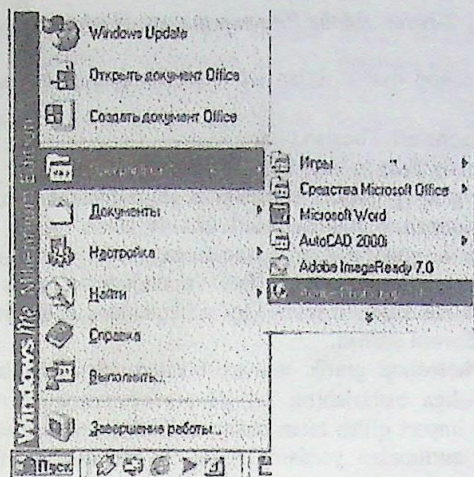 Windows Update
Открыть документ Office
Создать документ Office
Документы
Настройка
Найти
Справка
Выполнить...
Завершение работы...
Игры
Средства Microsoft Office
Microsoft Word
AutoCAD 2000i
Adobe ImageReady 7.0
Windows Me Millennium Edition
Пуск